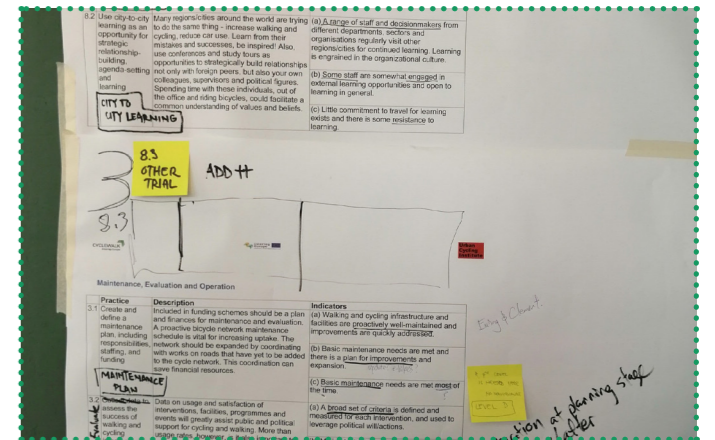 8.2 Use city-to-city
learning as an
opportunity for
strategic
relationship-
building,
agenda-setting
and
learning
Many regions/cities around the world are trying
to do the same thing - increase walking and
cycling, reduce car use. Learn from their
mistakes and successes, be inspired! Also,
use conferences and study tours as
opportunities to strategically build relationships
not only with foreign peers, but also your own
colleagues, supervisors and political figures.
Spending time with these individuals, out of
the office and riding bicycles, could facilitate a
common understanding of values and beliefs.
(a) A range of staff and decisionmakers from
different departments, sectors and
organisations regularly visit other
regions/cities for continued learning. Learning
is engrained in the organizational culture.
(b) Some staff are somewhat engaged in
external learning opportunities and open to
learning in general.
(c) Little commitment to travel for learning
exists and there is some resistance to
learning.
CITY TO
CITY LEARNING
8.3
OTHER
TRIAL
ADD ++
8.3
Urban
Cycling
Institute
Maintenance, Evaluation and Operation
Practice
Description
Indicators
3.1 Create and
define a
maintenance
plan, including
responsibilities,
staffing, and
funding
Included in funding schemes should be a plan
and finances for maintenance and evaluation.
A proactive bicycle network maintenance
schedule is vital for increasing uptake. The
network should be expanded by coordinating
with works on roads that have yet to be added
to the cycle network. This coordination can
save financial resources.
(a) Walking and cycling infrastructure and
facilities are proactively well-maintained and
improvements are quickly addressed.
(b) Basic maintenance needs are met and
there is a plan for improvements and
expansion.
(c) Basic maintenance needs are met most of
the time.
MAINTENANCE
PLAN
3.2
assess the
success of
walking and
cycling
Evaluate
Data on usage and satisfaction of
interventions, facilities, programmes and
events will greatly assist public and political
support for cycling and walking. More than
usage rates, however, is
(a) A broad set of criteria is defined and
measured for each intervention, and used to
leverage political will/actions.
LEVEL 3
at planning stage